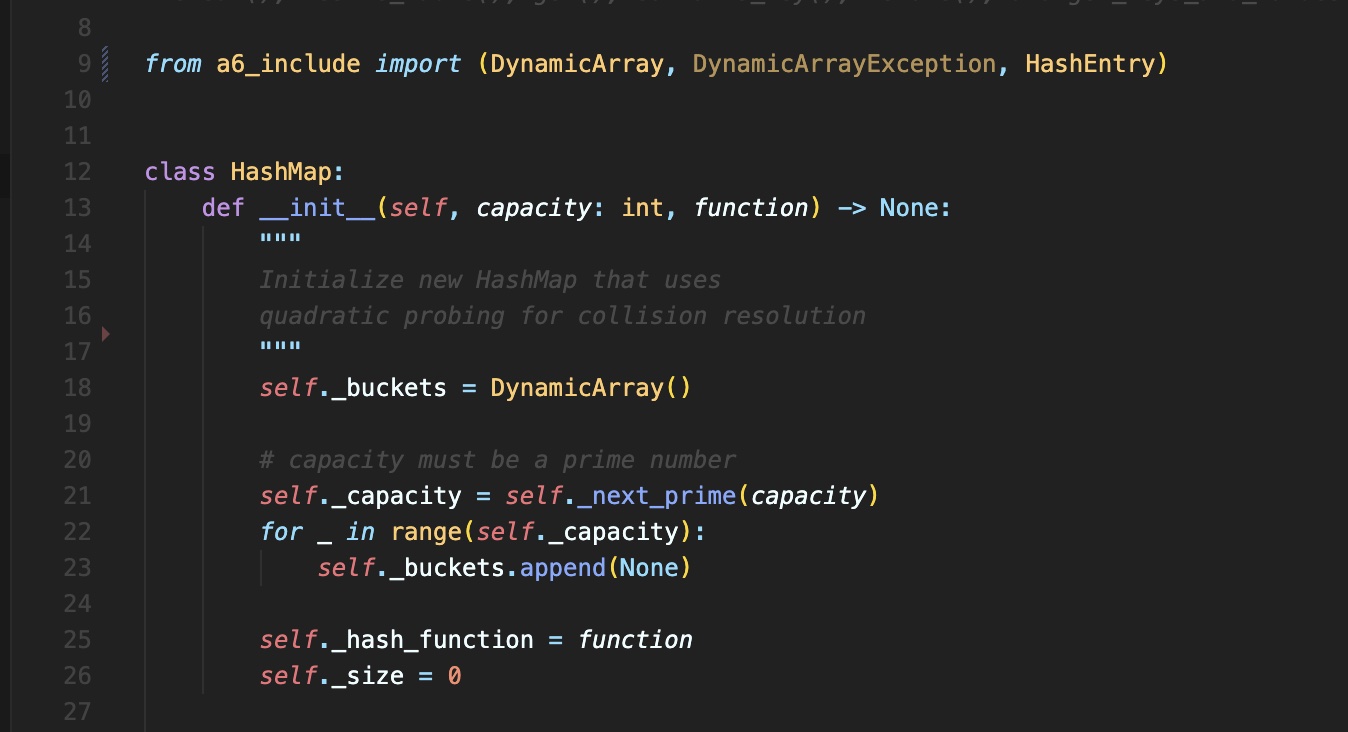 8
9 from a6_include import (DynamicArray, DynamicArrayException, HashEntry)
10
11
12 class HashMap:
13 def __init__(self, capacity: int, function) -> None:
14 """
15 Initialize new HashMap that uses
16 quadratic probing for collision resolution
17 """
18 self._buckets = DynamicArray()
19
20 # capacity must be a prime number
21 self._capacity = self._next_prime(capacity)
22 for _ in range(self._capacity):
23 self._buckets.append(None)
24
25 self._hash_function = function
26 self._size = 0
27